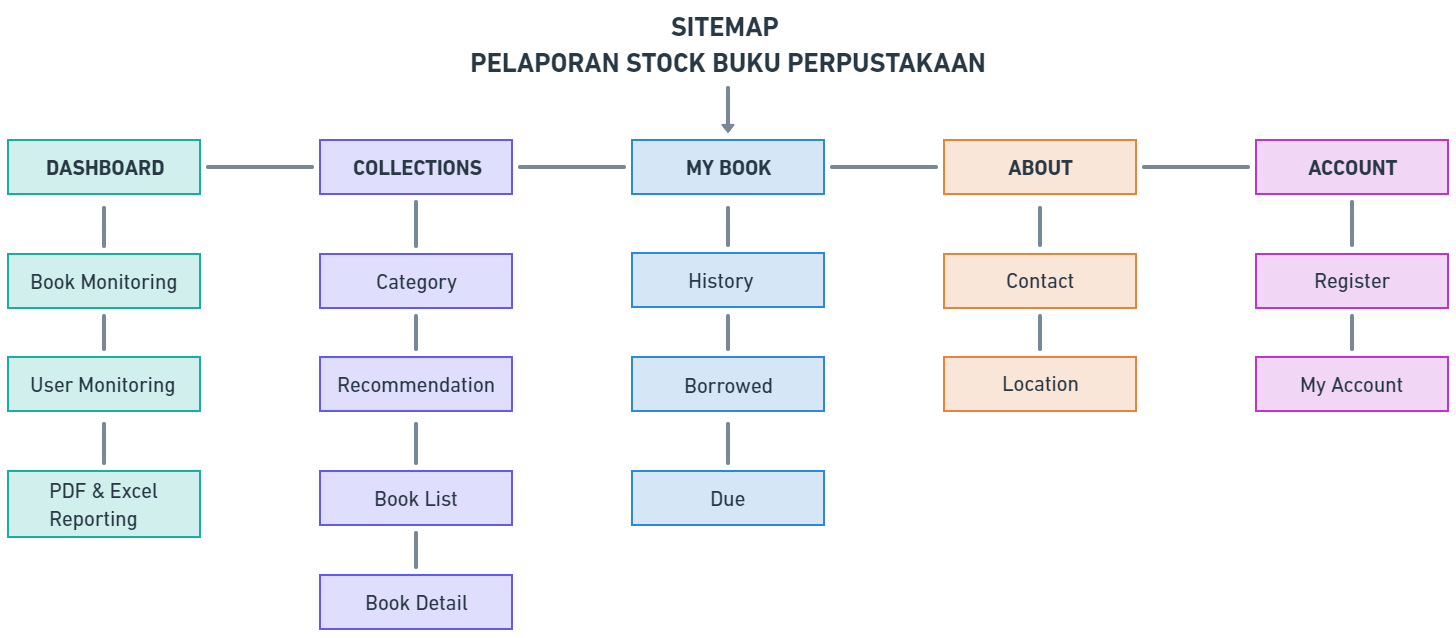 SITEMAP
PELAPORAN STOCK BUKU PERPUSTAKAAN
DASHBOARD
COLLECTIONS
MY BOOK
ABOUT
ACCOUNT
Book Monitoring
Category
History
Contact
Register
User Monitoring
Recommendation
Borrowed
Location
My Account
PDF & Excel
Reporting
Book List
Due
Book Detail